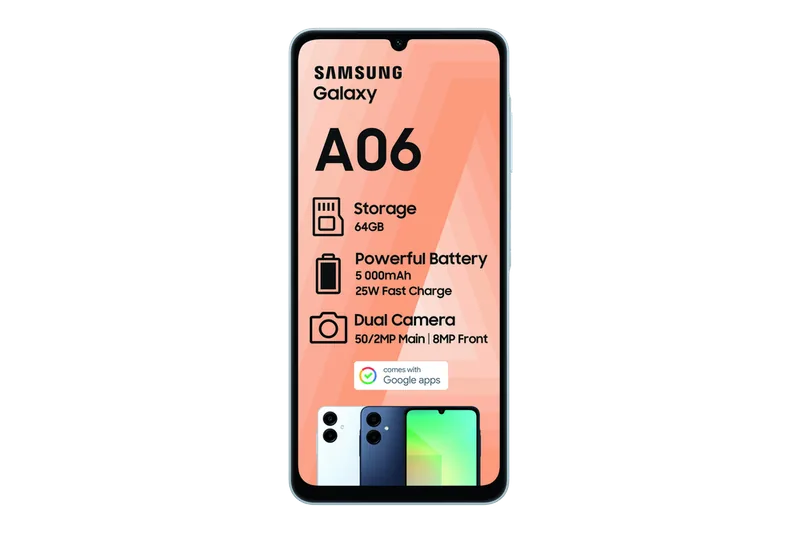 SAMSUNG
Galaxy
A06
Storage
64GB
Powerful Battery
5 000mAh
25W Fast Charge
Dual Camera
50/2MP Main | 8MP Front
comes with
Google apps